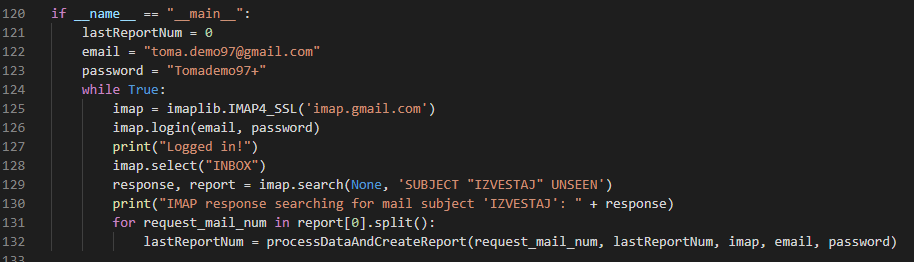 120 if __name__ == "__main__":
121     lastReportNum = 0
122     email = "toma.demo97@gmail.com"
123     password = "Tomademo97+"
124     while True:
125         imap = imaplib.IMAP4_SSL('imap.gmail.com')
126         imap.login(email, password)
127         print("Logged in!")
128         imap.select("INBOX")
129         response, report = imap.search(None, 'SUBJECT "IZVESTAJ" UNSEEN')
130         print("IMAP response searching for mail subject 'IZVESTAJ': " + response)
131         for request_mail_num in report[0].split():
132             lastReportNum = processDataAndCreateReport(request_mail_num, lastReportNum, imap, email, password)
133